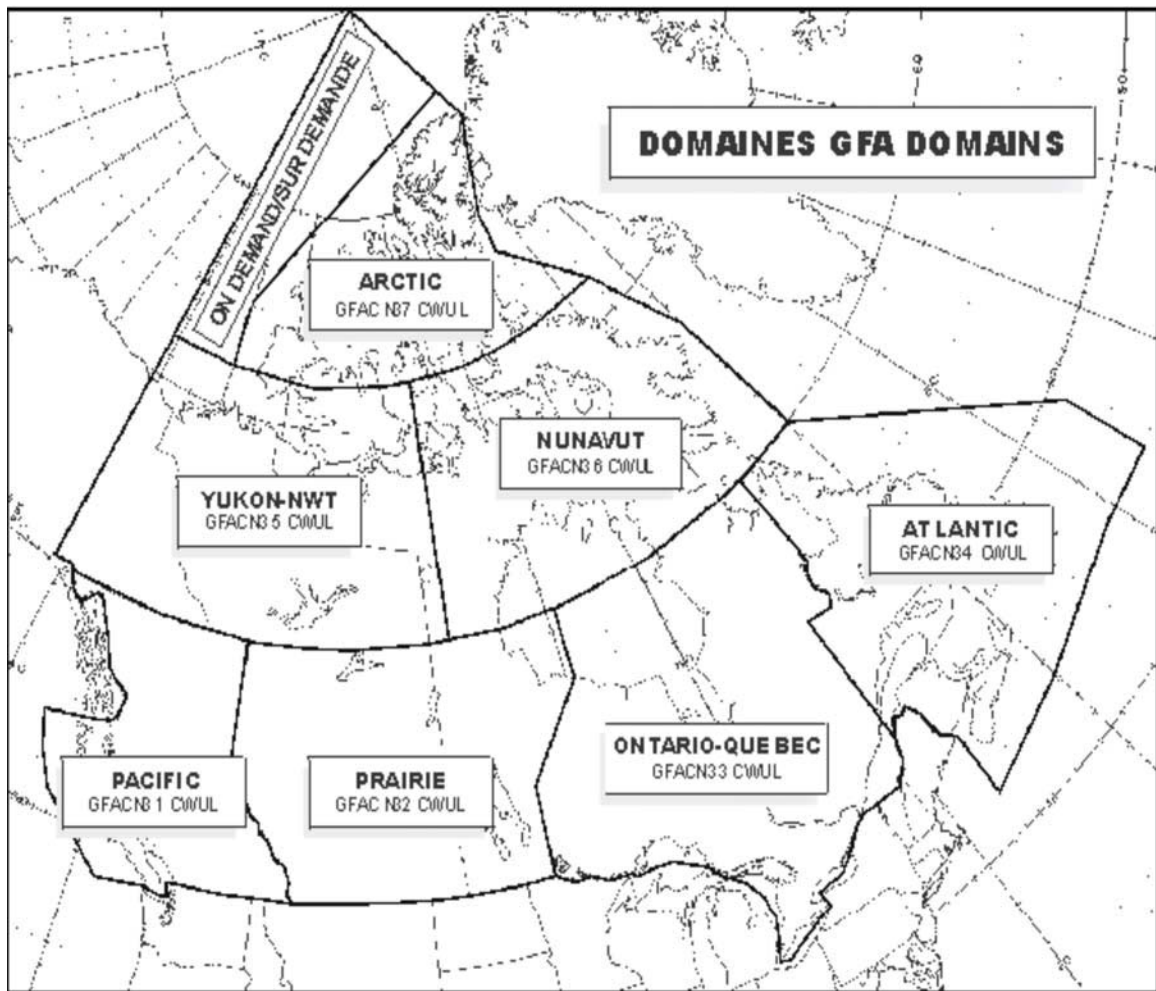 ON DEMAND/SUR DEMANDE
DOMAINES GFA DOMAINS
ARCTIC
GFACN37 CWUL
NUNAVUT
GFACN36 CWUL
YUKON-NWT
GFACN35 CWUL
ATLANTIC
GFACN34 CWUL
ONTARIO-QUEBEC
GFACN33 CWUL
PACIFIC
GFACN31 CWUL
PRAIRIE
GFACN32 CWUL